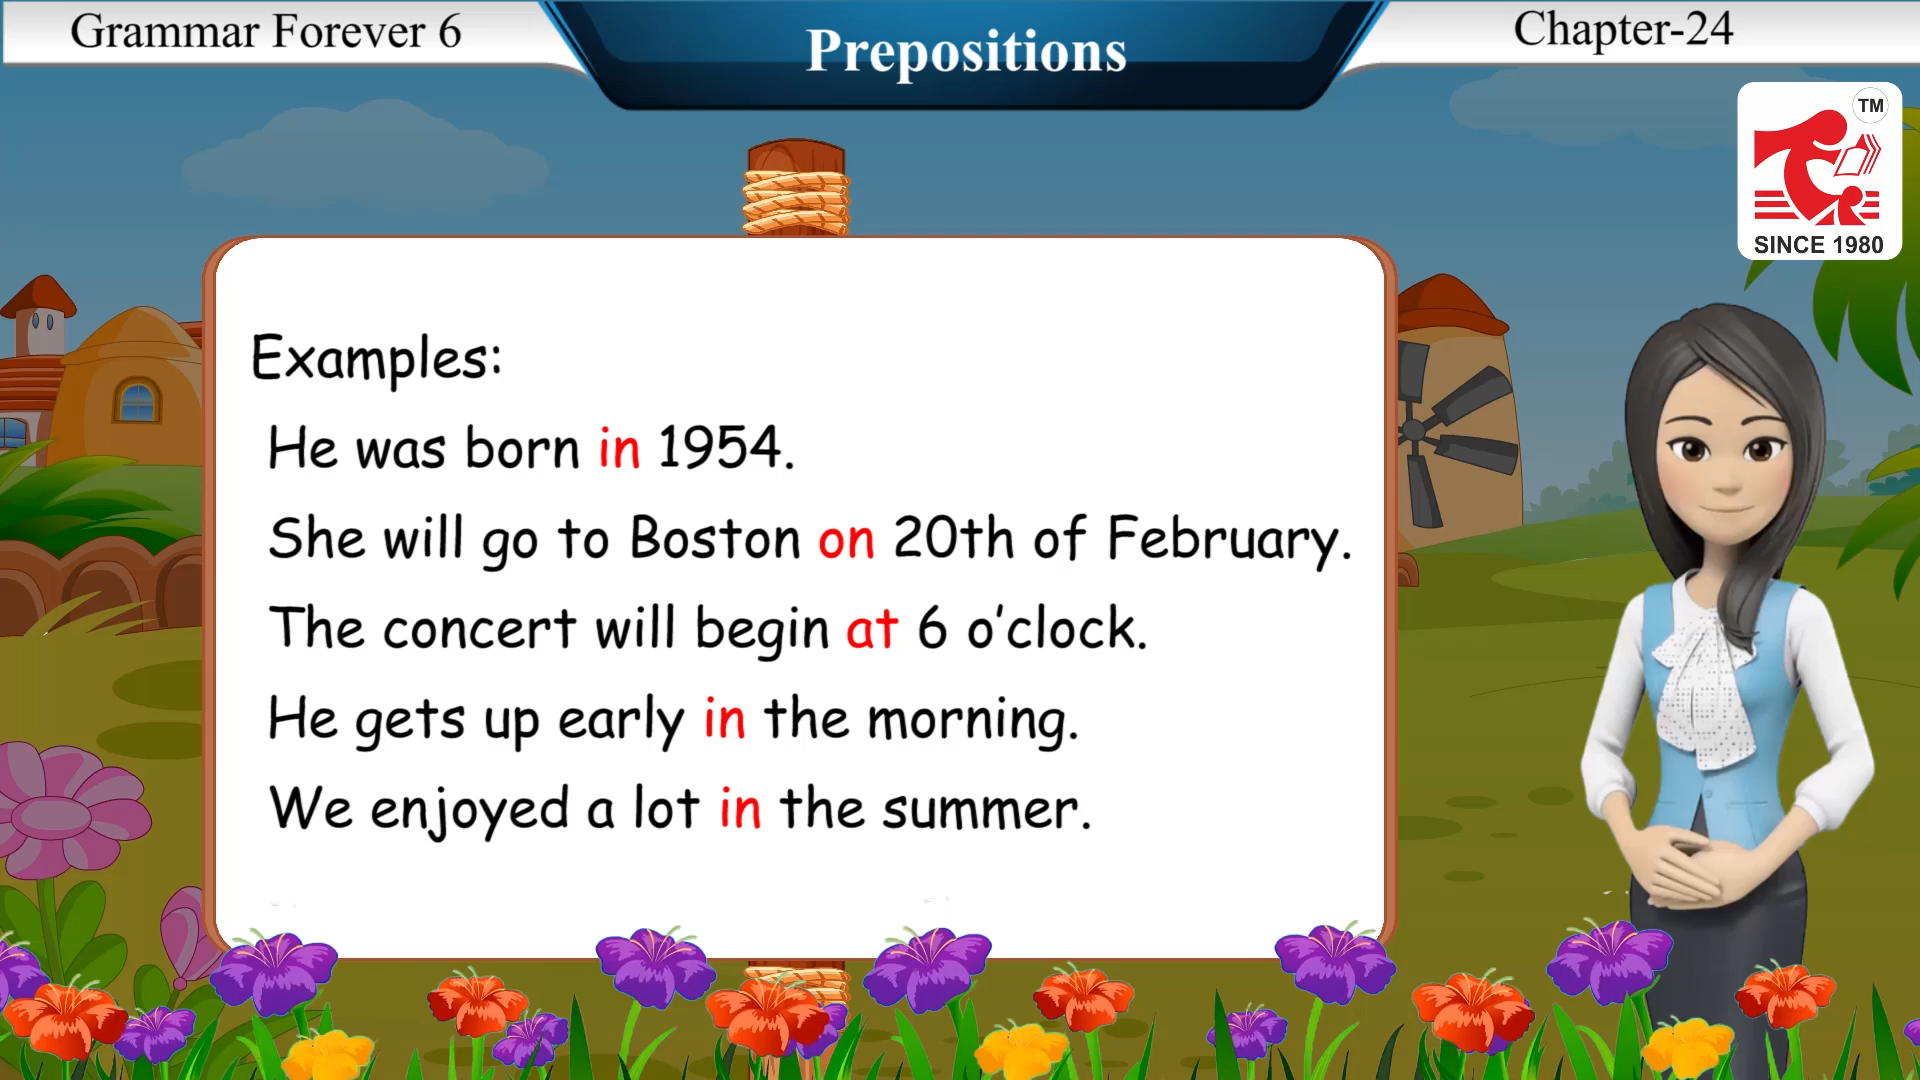 Grammar Forever 6
Prepositions
Chapter-24
TM
SINCE 1980
Examples:
He was born in 1954.
She will go to Boston on 20th of February.
The concert will begin at 6 o’clock.
He gets up early in the morning.
We enjoyed a lot in the summer.